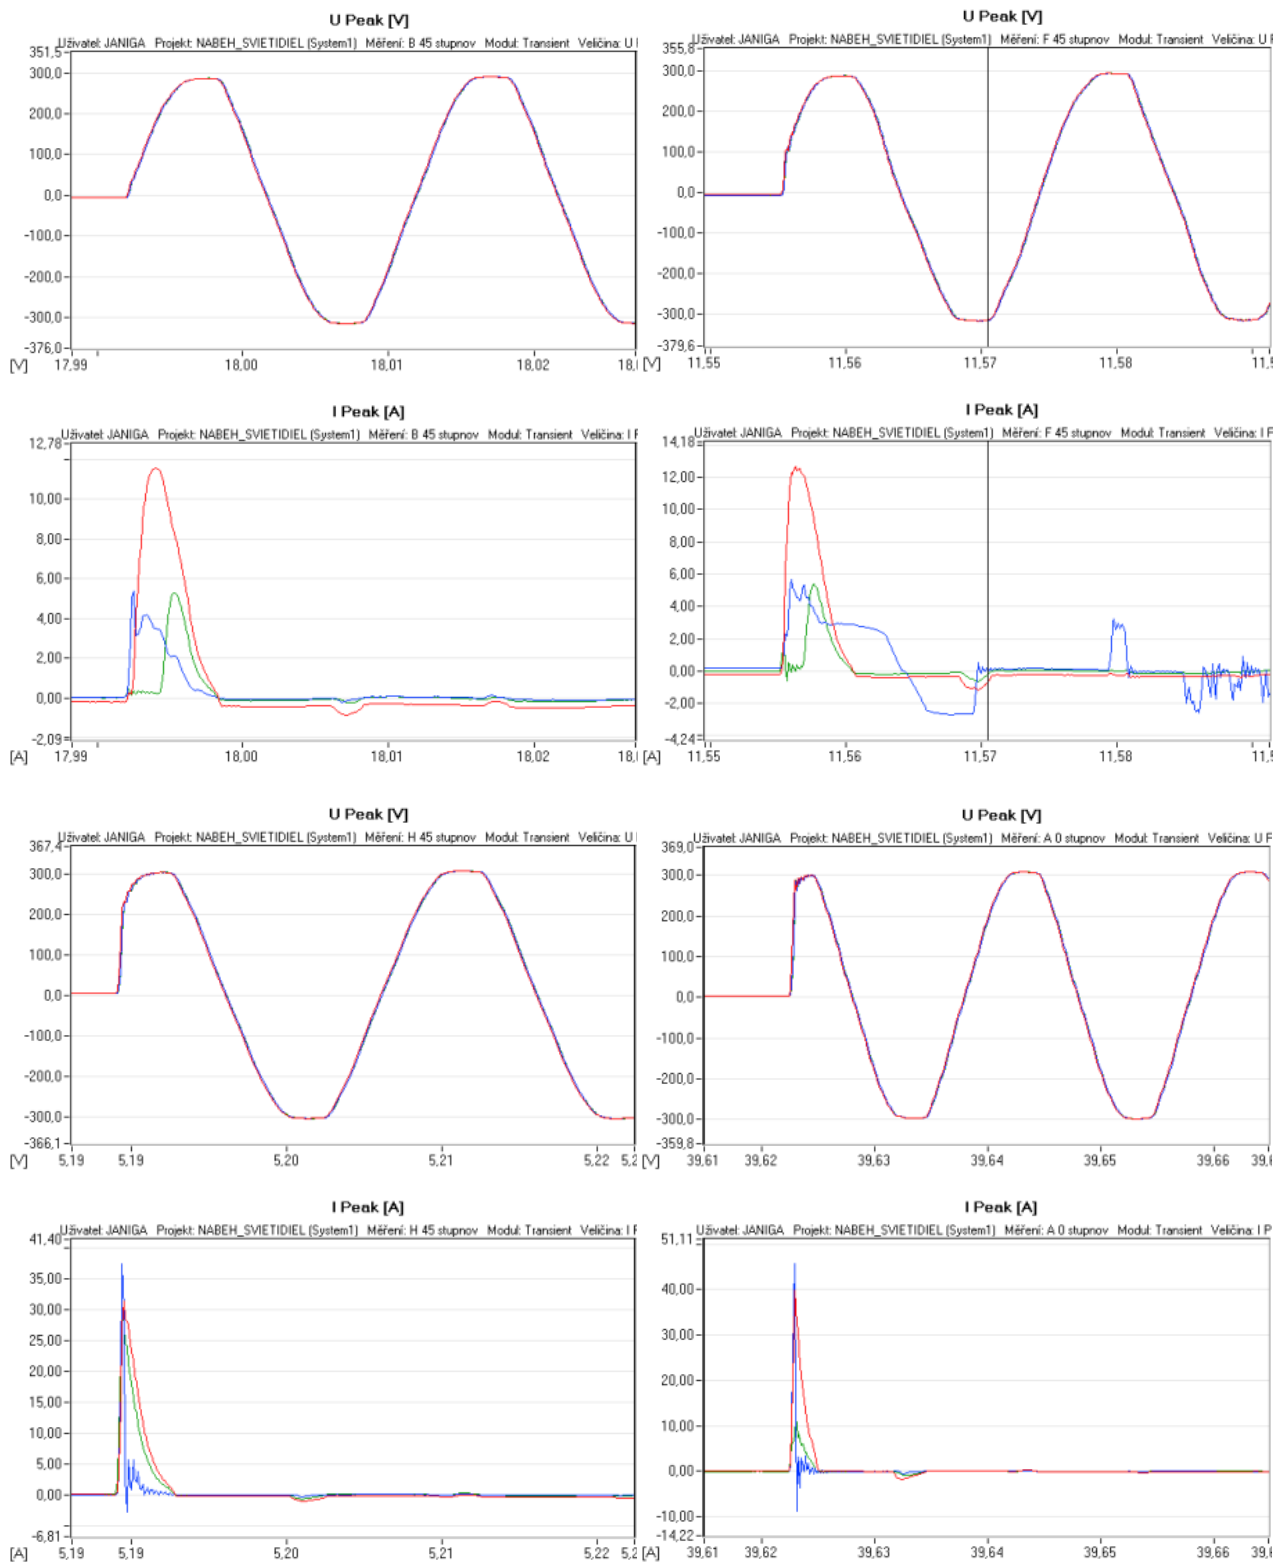 U Peak [V]
Uživatel: JANIGA Projekt: NABEH_SVIETIDIEL (System1) Měření: B 45 stupnov Modul: Transient Veličina: U
351,5
300,0
200,0
100,0
0,0
-100,0
-200,0
-300,0
-376,0
[V]
17,99 18,00 18,01 18,02 18,0
U Peak [V]
Uživatel: JANIGA Projekt: NABEH_SVIETIDIEL (System1) Měření: F 45 stupnov Modul: Transient Veličina: U
355,8
300,0
200,0
100,0
0,0
-100,0
-200,0
-300,0
-379,6
[V]
11,55 11,56 11,57 11,58 11,5
I Peak [A]
Uživatel: JANIGA Projekt: NABEH_SVIETIDIEL (System1) Měření: B 45 stupnov Modul: Transient Veličina: I
12,78
10,00
8,00
6,00
4,00
2,00
0,00
-2,09
[A]
17,99 18,00 18,01 18,02 18,0
I Peak [A]
Uživatel: JANIGA Projekt: NABEH_SVIETIDIEL (System1) Měření: F 45 stupnov Modul: Transient Veličina: I P
14,18
12,00
10,00
8,00
6,00
4,00
2,00
0,00
-2,00
-4,24
[A]
11,55 11,56 11,57 11,58 11,5
U Peak [V]
Uživatel: JANIGA Projekt: NABEH_SVIETIDIEL (System1) Měření: H 45 stupnov Modul: Transient Veličina: U
367,4
300,0
200,0
100,0
0,0
-100,0
-200,0
-300,0
-366,1
[V]
5,19 5,19 5,20 5,21 5,22 5,2
U Peak [V]
Uživatel: JANIGA Projekt: NABEH_SVIETIDIEL (System1) Měření: A 0 stupnov Modul: Transient Veličina: U P
369,0
300,0
200,0
100,0
0,0
-100,0
-200,0
-300,0
-359,8
[V]
39,61 39,62 39,63 39,64 39,65 39,66 39,6
I Peak [A]
Uživatel: JANIGA Projekt: NABEH_SVIETIDIEL (System1) Měření: H 45 stupnov Modul: Transient Veličina: I
41,40
35,00
30,00
25,00
20,00
15,00
10,00
5,00
0,00
-6,81
[A]
5,19 5,19 5,20 5,21 5,22 5,2
I Peak [A]
Uživatel: JANIGA Projekt: NABEH_SVIETIDIEL (System1) Měření: A 0 stupnov Modul: Transient Veličina: I P
51,11
40,00
30,00
20,00
10,00
0,00
-10,00
-14,22
[A]
39,61 39,62 39,63 39,64 39,65 39,66 39,6